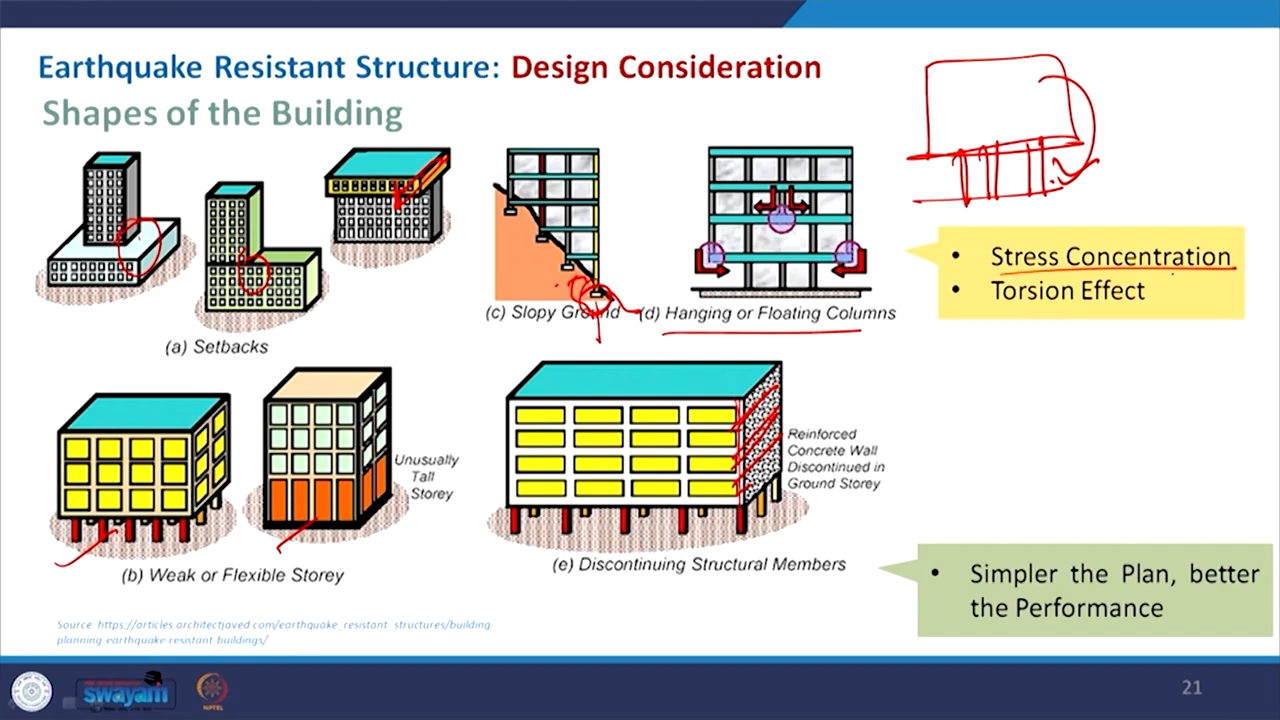 Earthquake Resistant Structure: Design Consideration
Shapes of the Building
(a) Setbacks
(c) Slopy Ground
(d) Hanging or Floating Columns
• Stress Concentration
• Torsion Effect
Unusually
Tall
Storey
(b) Weak or Flexible Storey
Reinforced
Concrete Wall
Discontinued in
Ground Storey
(e) Discontinuing Structural Members
• Simpler the Plan, better
the Performance
Source: https://articles.architectjaved.com/earthquake_resistant_structures/building-
planning-earthquake-resistant-buildings/
swayam
NPTEL
21